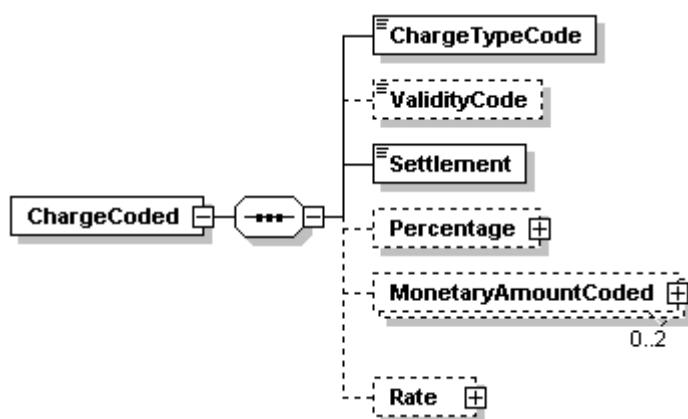 ChargeTypeCode
ValidityCode
Settlement
ChargeCoded
Percentage
MonetaryAmountCoded
0..2
Rate